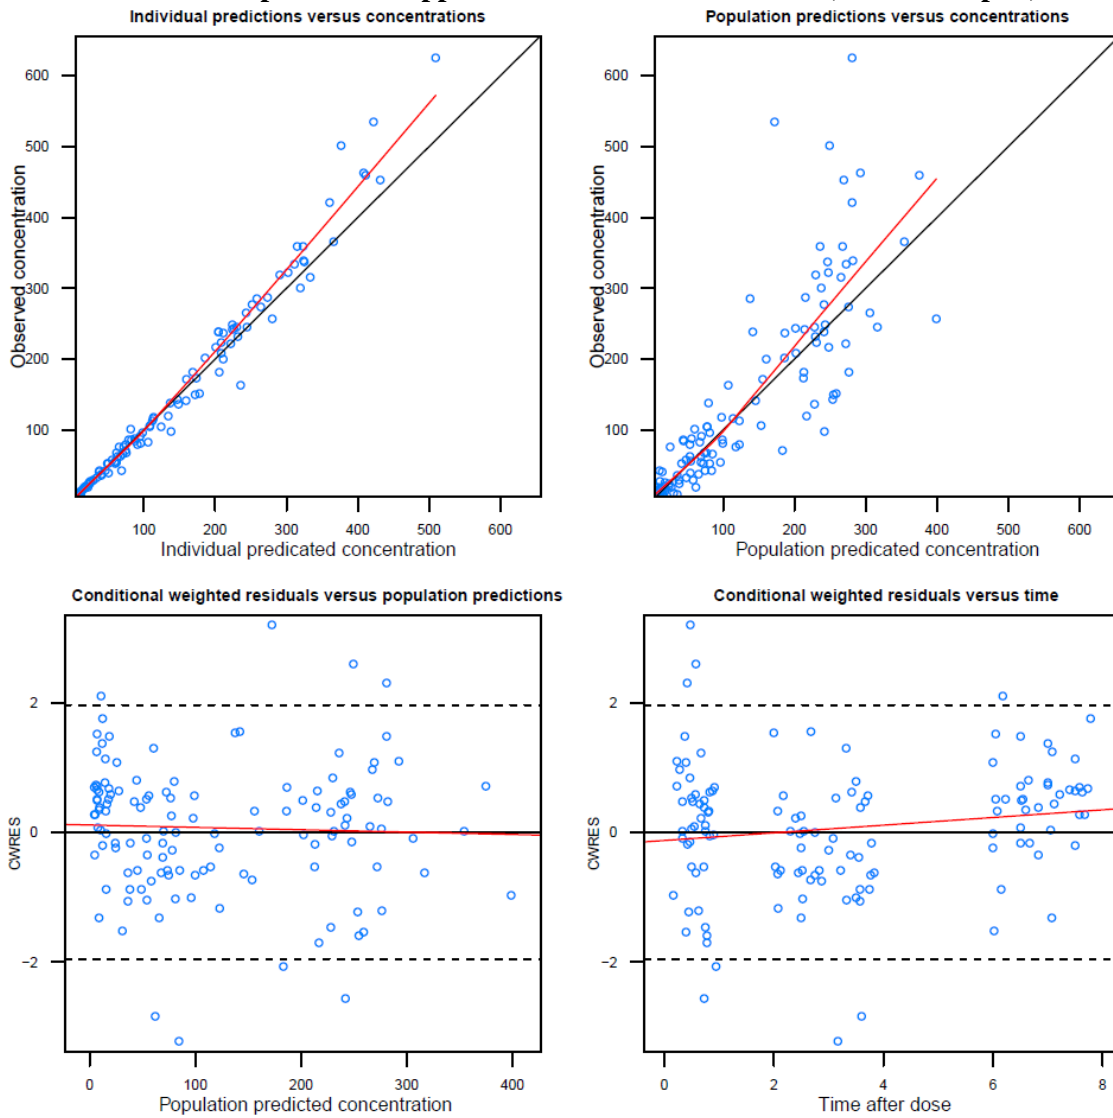 Individual predictions versus concentrations
Observed concentration
600
500
400
300
200
100
100 200 300 400 500 600
Individual predicated concentration
Population predictions versus concentrations
Observed concentration
600
500
400
300
200
100
100 200 300 400 500 600
Population predicated concentration
Conditional weighted residuals versus population predictions
CWRES
2
0
−2
0 100 200 300 400
Population predicted concentration
Conditional weighted residuals versus time
CWRES
2
0
−2
0 2 4 6 8
Time after dose